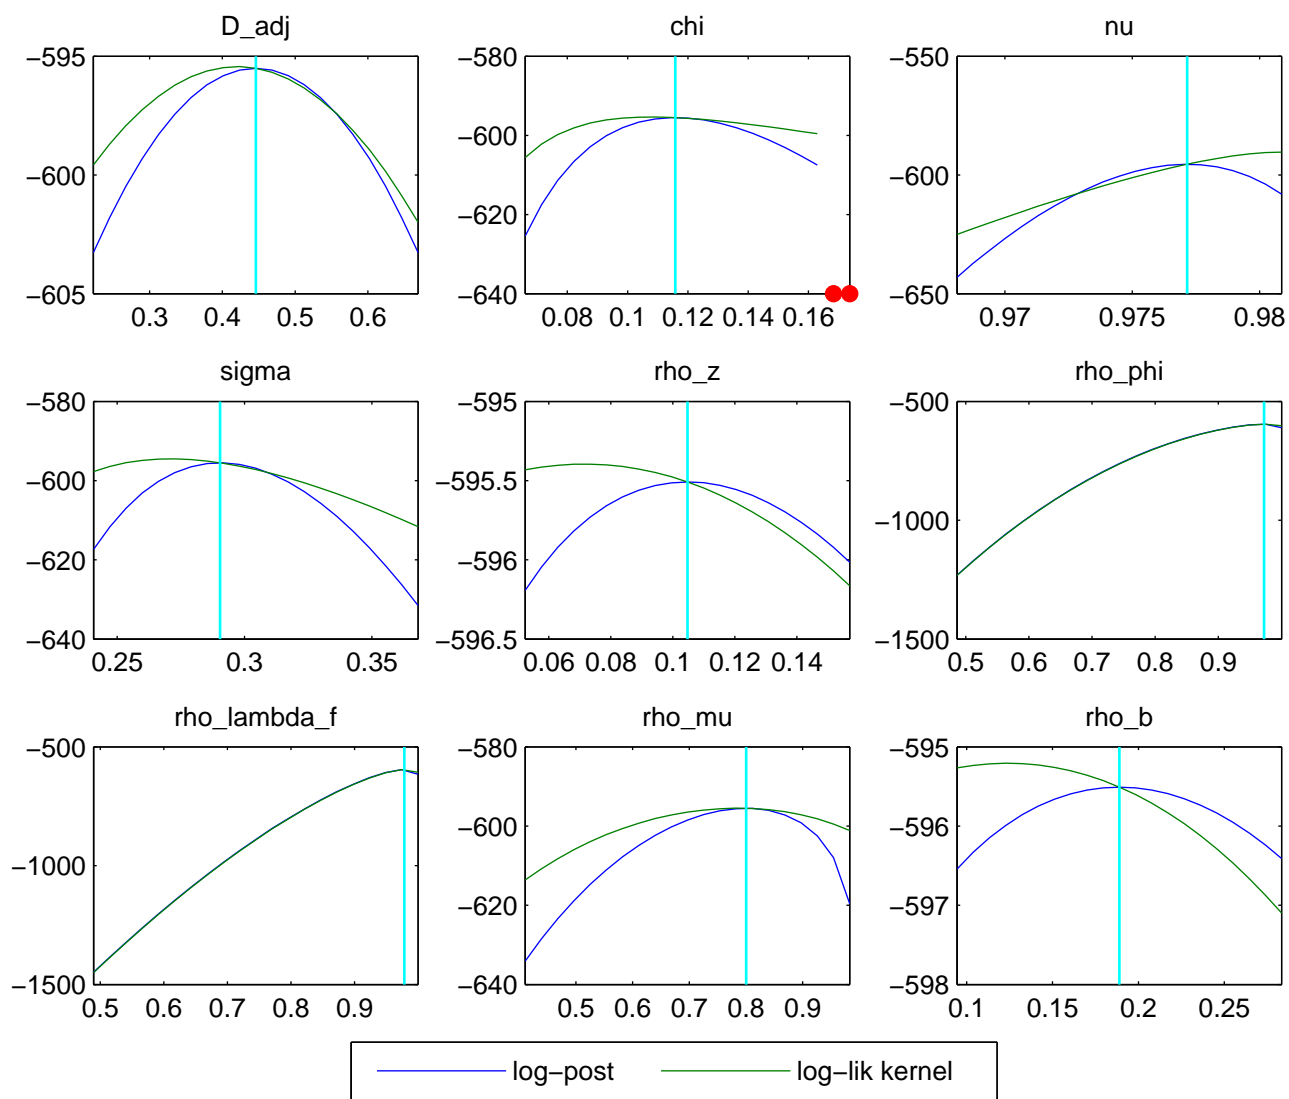 D_adj
chi
nu
−595
−600
−605
0.3 0.4 0.5 0.6
−580
−600
−620
−640
0.08 0.1 0.12 0.14 0.16
−550
−600
−650
0.97 0.975 0.98
sigma
rho_z
rho_phi
−580
−600
−620
−640
0.25 0.3 0.35
−595
−595.5
−596
−596.5
0.06 0.08 0.1 0.12 0.14
−500
−1000
−1500
0.5 0.6 0.7 0.8 0.9
rho_lambda_f
rho_mu
rho_b
−500
−1000
−1500
0.5 0.6 0.7 0.8 0.9
−580
−600
−620
−640
0.5 0.6 0.7 0.8 0.9
−595
−596
−597
−598
0.1 0.15 0.2 0.25
log−post log−lik kernel